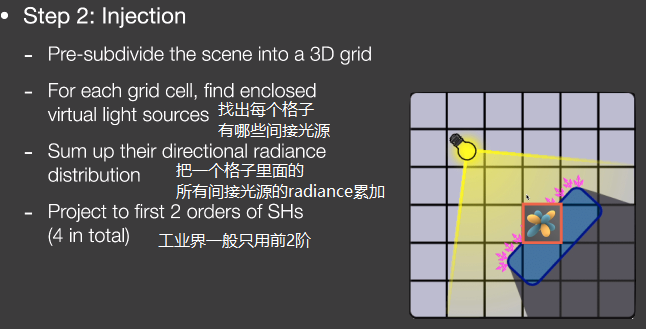 • Step 2: Injection
- Pre-subdivide the scene into a 3D grid
- For each grid cell, find enclosed
virtual light sources
找出每个格子
有哪些间接光源
- Sum up their directional radiance
distribution
把一个格子里面的
所有间接光源的radiance累加
- Project to first 2 orders of SHs
(4 in total)
工业界一般只用前2阶